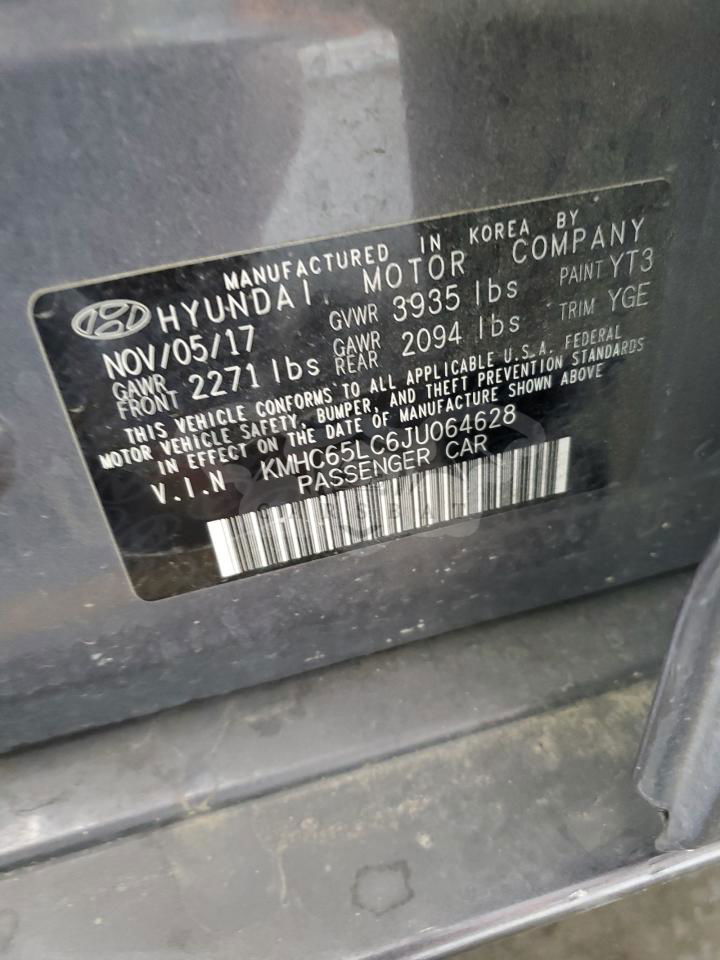 MANUFACTURED IN KOREA BY
HYUNDAI MOTOR COMPANY
NOV/05/17 GVWR 3935 lbs PAINT YT3
GAWR FRONT 2271 lbs GAWR REAR 2094 lbs TRIM YGE
THIS VEHICLE CONFORMS TO ALL APPLICABLE U.S.A. FEDERAL
MOTOR VEHICLE SAFETY, BUMPER, AND THEFT PREVENTION STANDARDS
IN EFFECT ON THE DATE OF MANUFACTURE SHOWN ABOVE
V.I.N KMHC65LC6JU064628
PASSENGER CAR